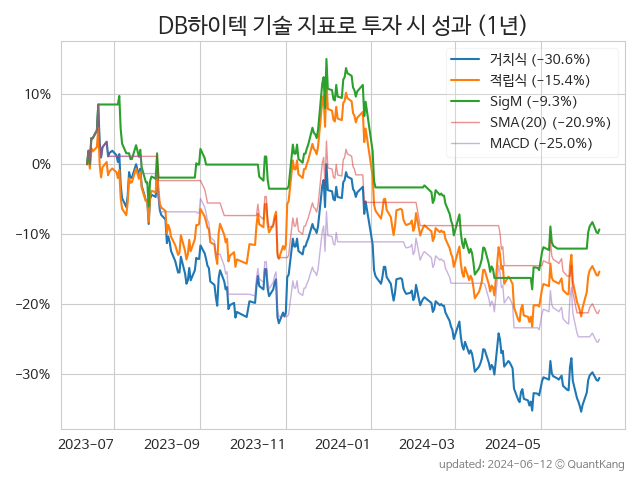 DB하이텍 기술 지표로 투자 시 성과 (1년)
거치식 (−30.6%)
적립식 (−15.4%)
SigM (−9.3%)
SMA(20) (−20.9%)
MACD (−25.0%)
10%
0%
−10%
−20%
−30%
2023-07
2023-09
2023-11
2024-01
2024-03
2024-05
updated: 2024-06-12 © QuantKang